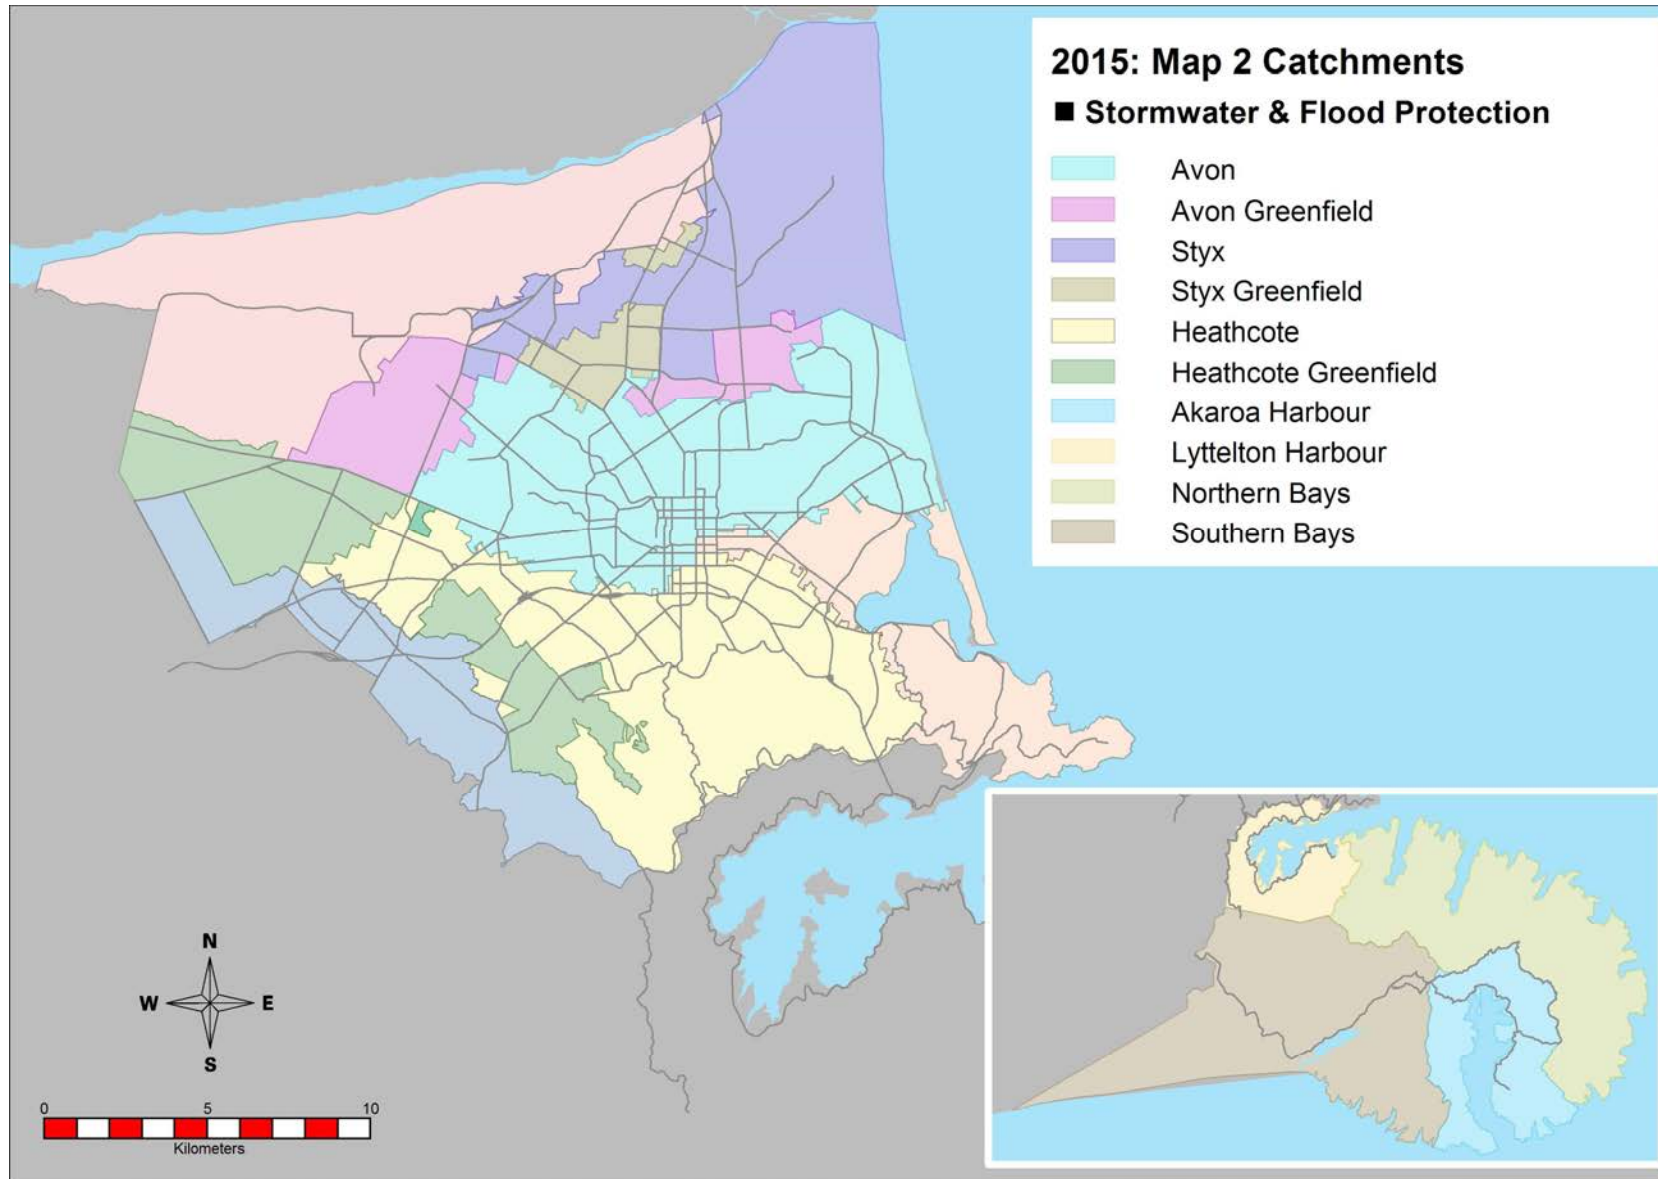 2015: Map 2 Catchments
■ Stormwater & Flood Protection
Avon
Avon Greenfield
Styx
Styx Greenfield
Heathcote
Heathcote Greenfield
Akaroa Harbour
Lyttelton Harbour
Northern Bays
Southern Bays
N
W E
S
0 5 10
Kilometers